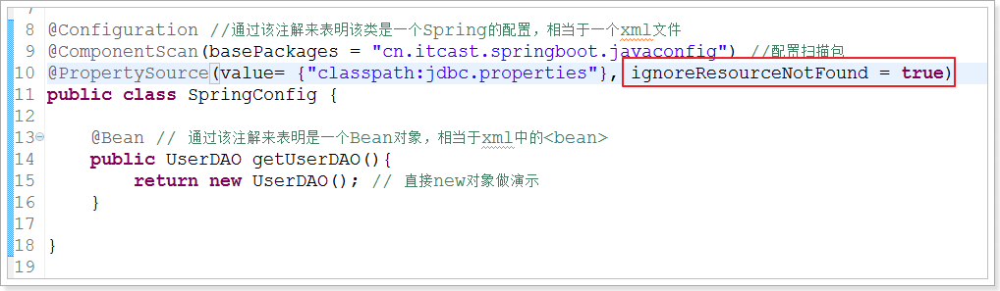 8 @Configuration //通过该注解来表明该类是一个Spring的配置，相当于一个xml文件
9 @ComponentScan(basePackages = "cn.itcast.springboot.javaconfig") //配置扫描包
10 @PropertySource(value= {"classpath:jdbc.properties"}, ignoreResourceNotFound = true)
11 public class SpringConfig {
12
13 @Bean // 通过该注解来表明是一个Bean对象，相当于xml中的<bean>
14 public UserDAO getUserDAO(){
15 return new UserDAO(); // 直接new对象做演示
16 }
17
18 }
19